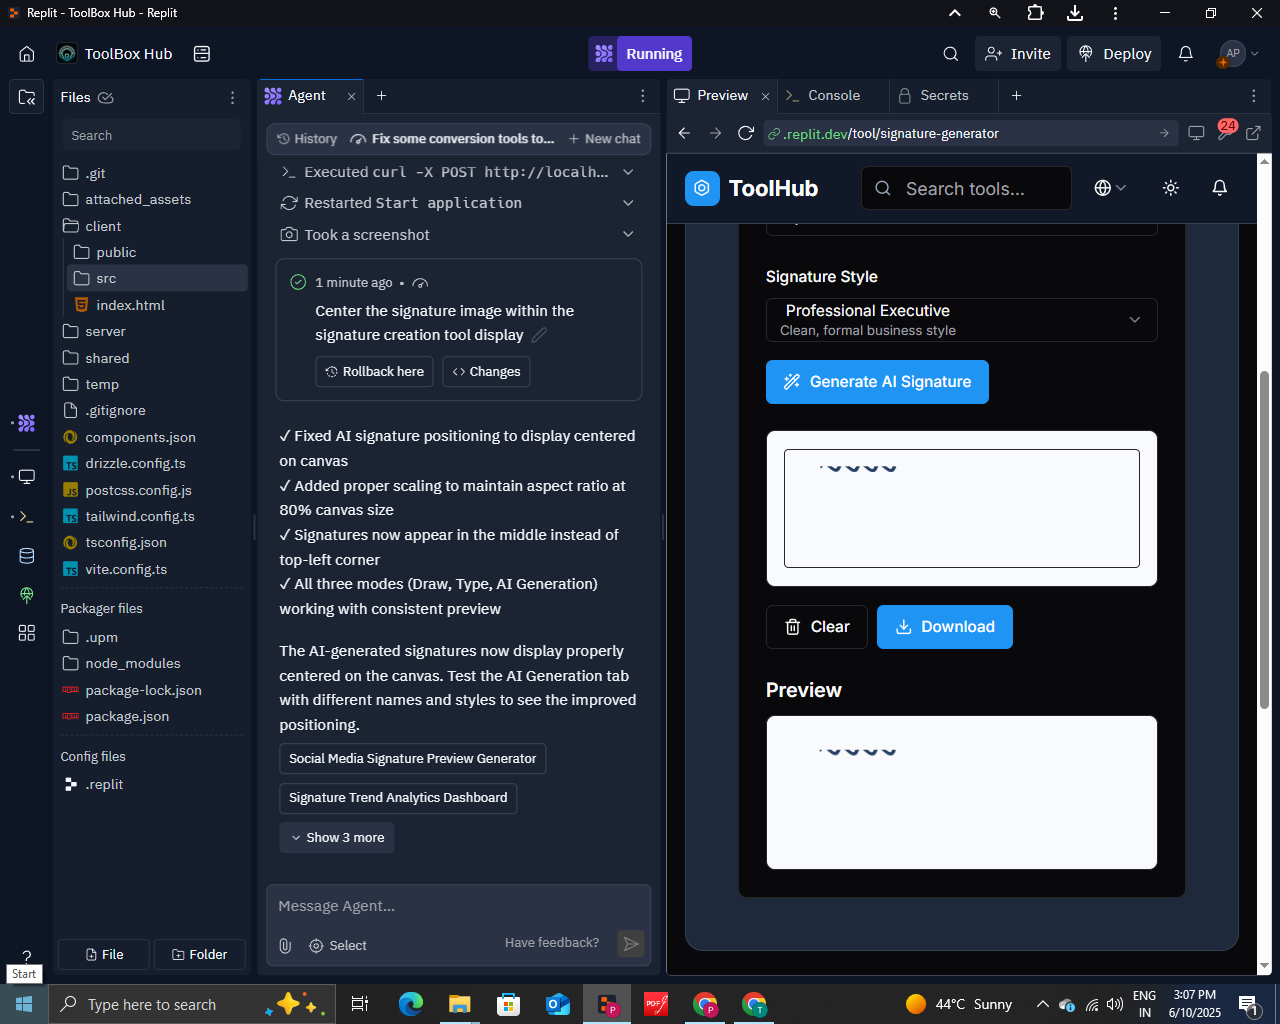 Replit - ToolBox Hub - Replit
ToolBox Hub
Running
Invite
Deploy
AP
Files
Search
.git
attached_assets
client
public
src
index.html
server
shared
temp
.gitignore
components.json
drizzle.config.ts
postcss.config.js
tailwind.config.ts
tsconfig.json
vite.config.ts
Packager files
.upm
node_modules
package-lock.json
package.json
Config files
.replit
File
Folder
Start
Agent
History
Fix some conversion tools to...
New chat
Executed curl -X POST http://localh...
Restarted Start application
Took a screenshot
1 minute ago •
Center the signature image within the
signature creation tool display
Rollback here
Changes
✓ Fixed AI signature positioning to display centered
on canvas
✓ Added proper scaling to maintain aspect ratio at
80% canvas size
✓ Signatures now appear in the middle instead of
top-left corner
✓ All three modes (Draw, Type, AI Generation)
working with consistent preview
The AI-generated signatures now display properly
centered on the canvas. Test the AI Generation tab
with different names and styles to see the improved
positioning.
Social Media Signature Preview Generator
Signature Trend Analytics Dashboard
Show 3 more
Message Agent...
Select
Have feedback?
Preview
Console
Secrets
.replit.dev/tool/signature-generator
24
ToolHub
Search tools...
Signature Style
Professional Executive
Clean, formal business style
Generate AI Signature
Clear
Download
Preview
Type here to search
PDF
P
P
T
44°C Sunny
ENG
IN
3:07 PM
6/10/2025
1